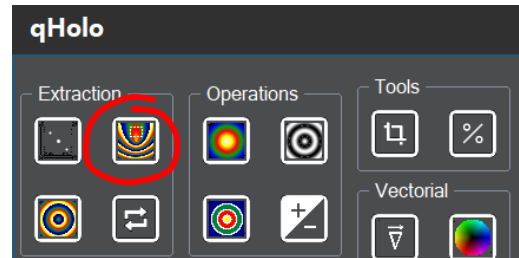 qHolo
Extraction
Operations
Tools
%
Vectorial
+
−